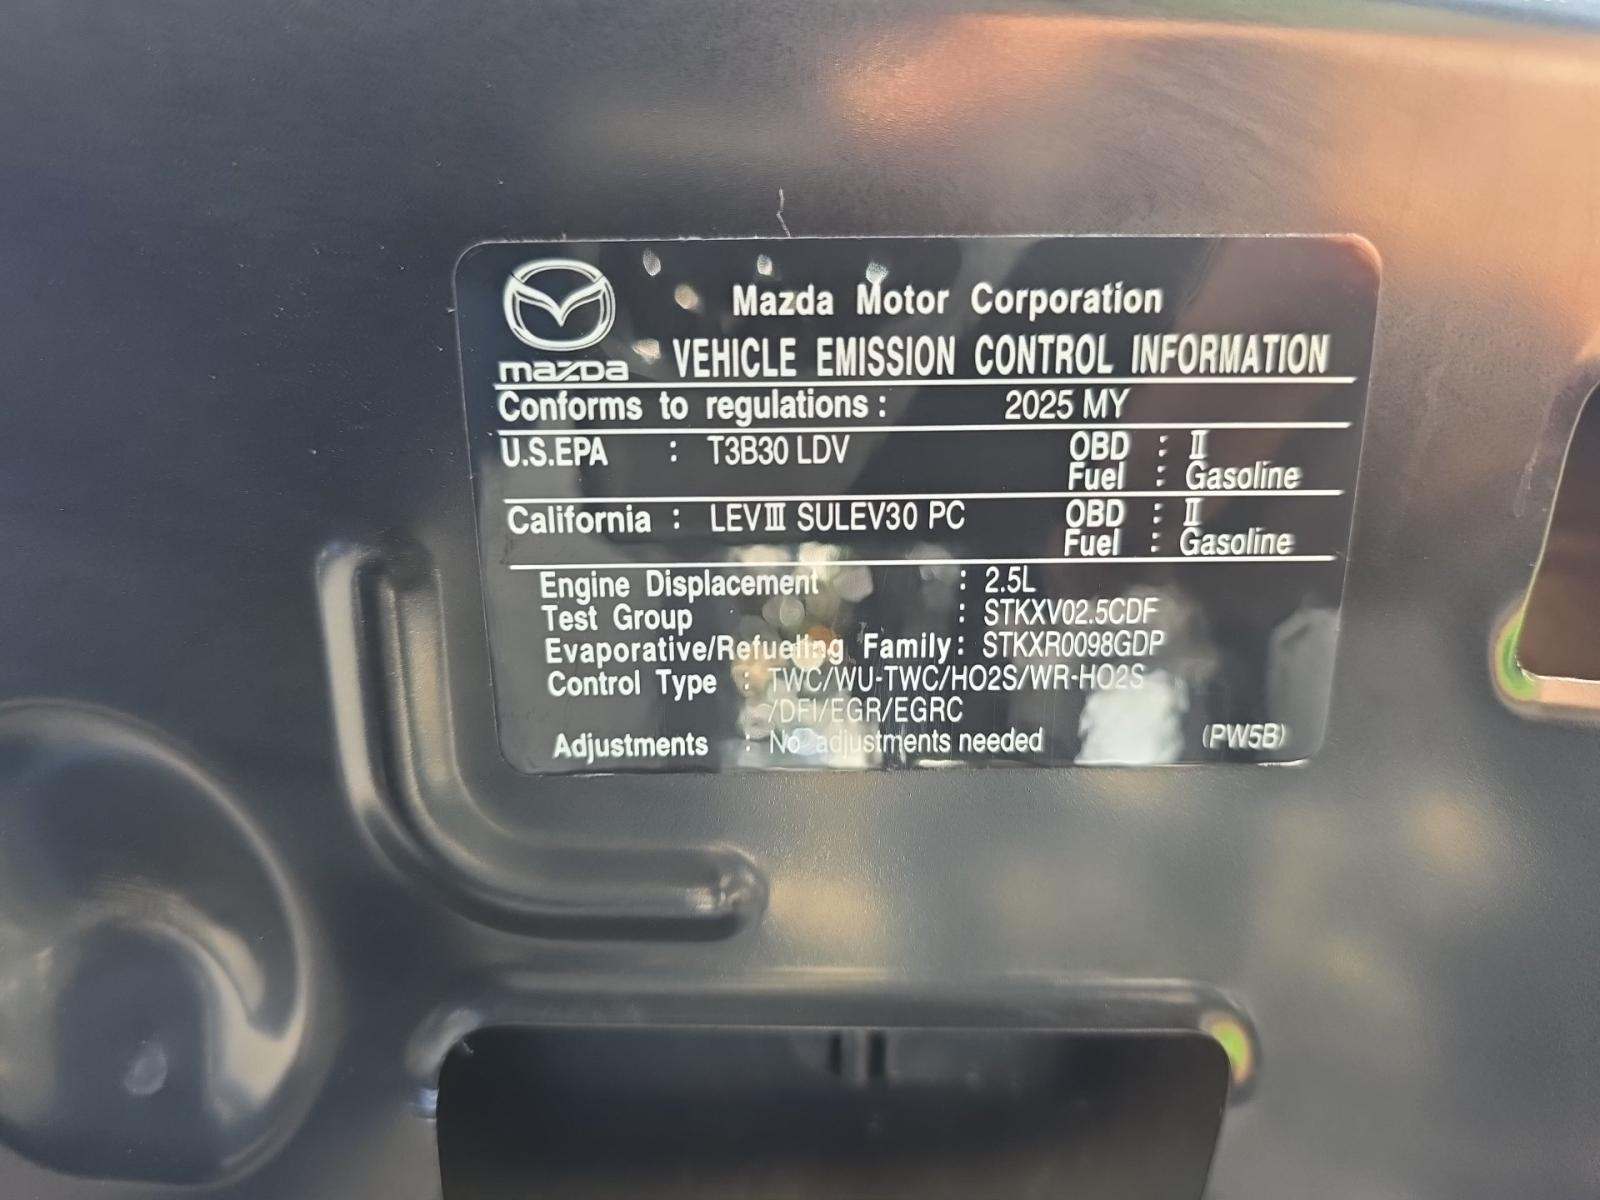 mazda
Mazda Motor Corporation
VEHICLE EMISSION CONTROL INFORMATION
Conforms to regulations : 2025 MY
U.S.EPA : T3B30 LDV OBD : Ⅱ
Fuel : Gasoline
California : LEVⅢ SULEV30 PC OBD : Ⅱ
Fuel : Gasoline
Engine Displacement : 2.5L
Test Group : STKXV02.5CDF
Evaporative/Refueling Family : STKXR0098GDP
Control Type : TWC/WU-TWC/HO2S/WR-HO2S
/DFI/EGR/EGRC
Adjustments : No adjustments needed (PW5B)